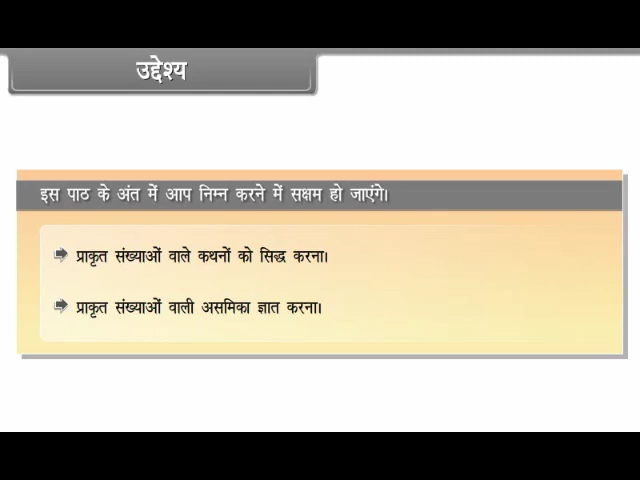 उद्देश्य
इस पाठ के अंत में आप निम्न करने में सक्षम हो जाएंगे।
प्राकृत संख्याओं वाले कथनों को सिद्ध करना।
प्राकृत संख्याओं वाली असमिका ज्ञात करना।